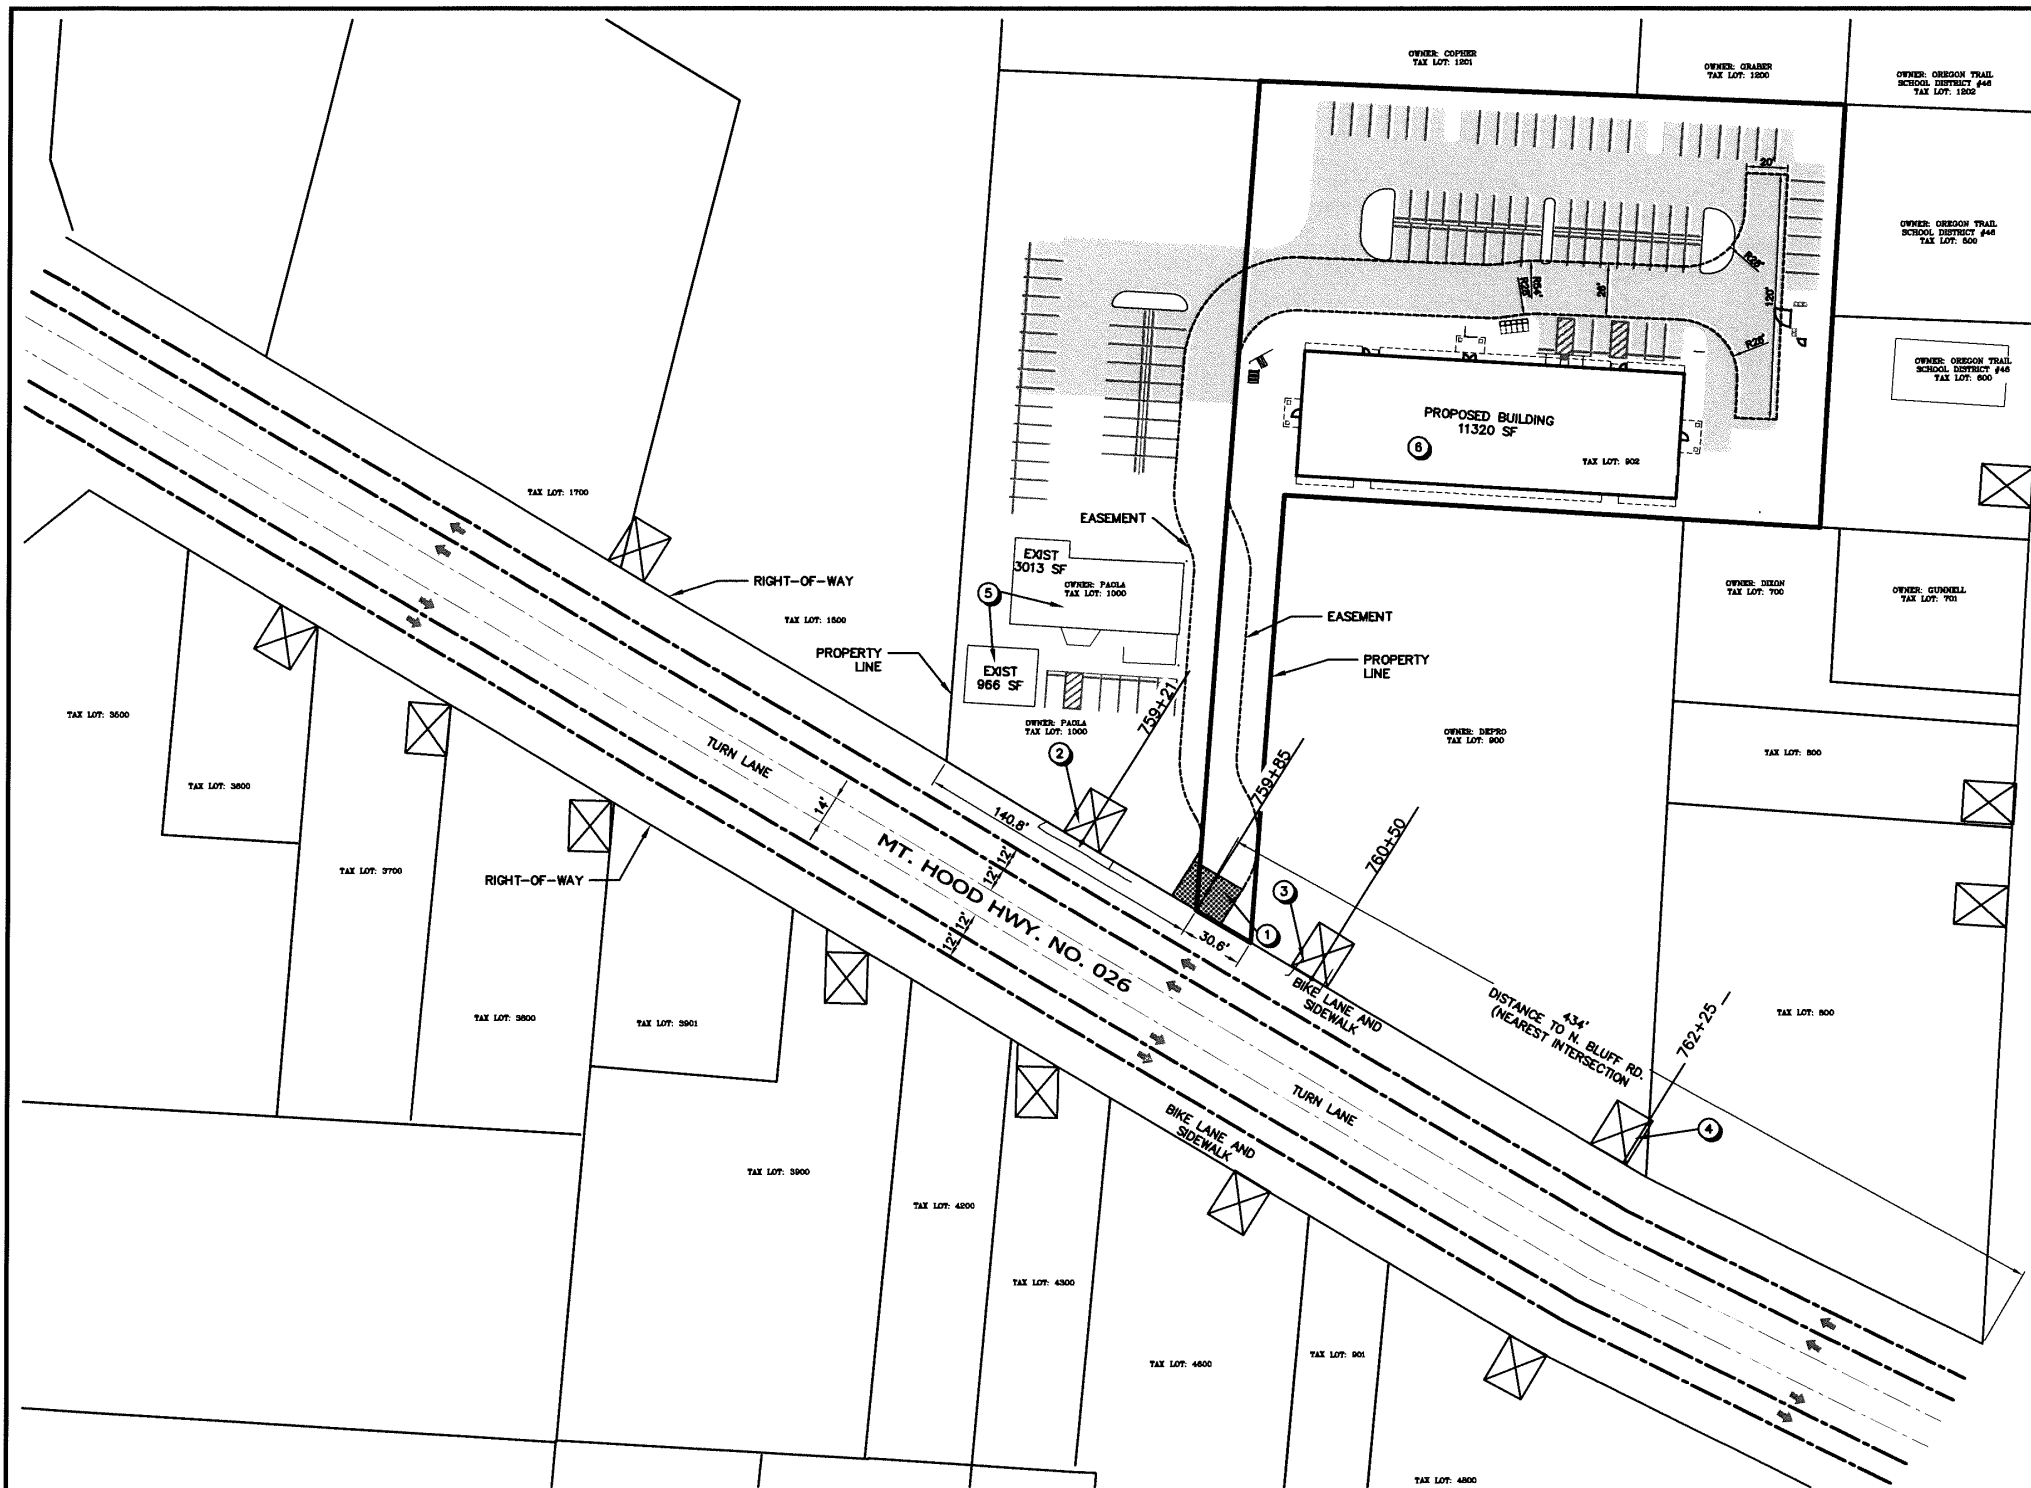 OWNER: COPHER
TAX LOT: 1201
OWNER: GRABER
TAX LOT: 1200
OWNER: OREGON TRAIL
SCHOOL DISTRICT #46
TAX LOT: 1202
20'
OWNER: OREGON TRAIL
SCHOOL DISTRICT #46
TAX LOT: 500
R28'
R54'
R28'
26'
120'
R28'
OWNER: OREGON TRAIL
SCHOOL DISTRICT #46
TAX LOT: 600
PROPOSED BUILDING
11320 SF
6
TAX LOT: 902
TAX LOT: 1700
EASEMENT
EXIST
3013 SF
OWNER: PAOLA
TAX LOT: 1000
5
RIGHT-OF-WAY
TAX LOT: 1500
EASEMENT
OWNER: DIXON
TAX LOT: 700
OWNER: GUNNELL
TAX LOT: 701
PROPERTY
LINE
PROPERTY
LINE
EXIST
966 SF
759+21
TAX LOT: 3500
OWNER: PAOLA
TAX LOT: 1000
2
OWNER: DEPRO
TAX LOT: 900
TURN LANE
TAX LOT: 800
759+85
TAX LOT: 3600
14'
140.8'
760+50
MT. HOOD HWY. NO. 026
12' 12'
TAX LOT: 3700
RIGHT-OF-WAY
3
12' 12'
30.6'
1
BIKE LANE AND
SIDEWALK
434'
DISTANCE TO N. BLUFF RD.
(NEAREST INTERSECTION
TAX LOT: 800
762+25
TAX LOT: 3800
TAX LOT: 3901
TURN LANE
BIKE LANE AND
SIDEWALK
4
TAX LOT: 3900
TAX LOT: 4200
TAX LOT: 4300
TAX LOT: 4600
TAX LOT: 901
TAX LOT: 4800